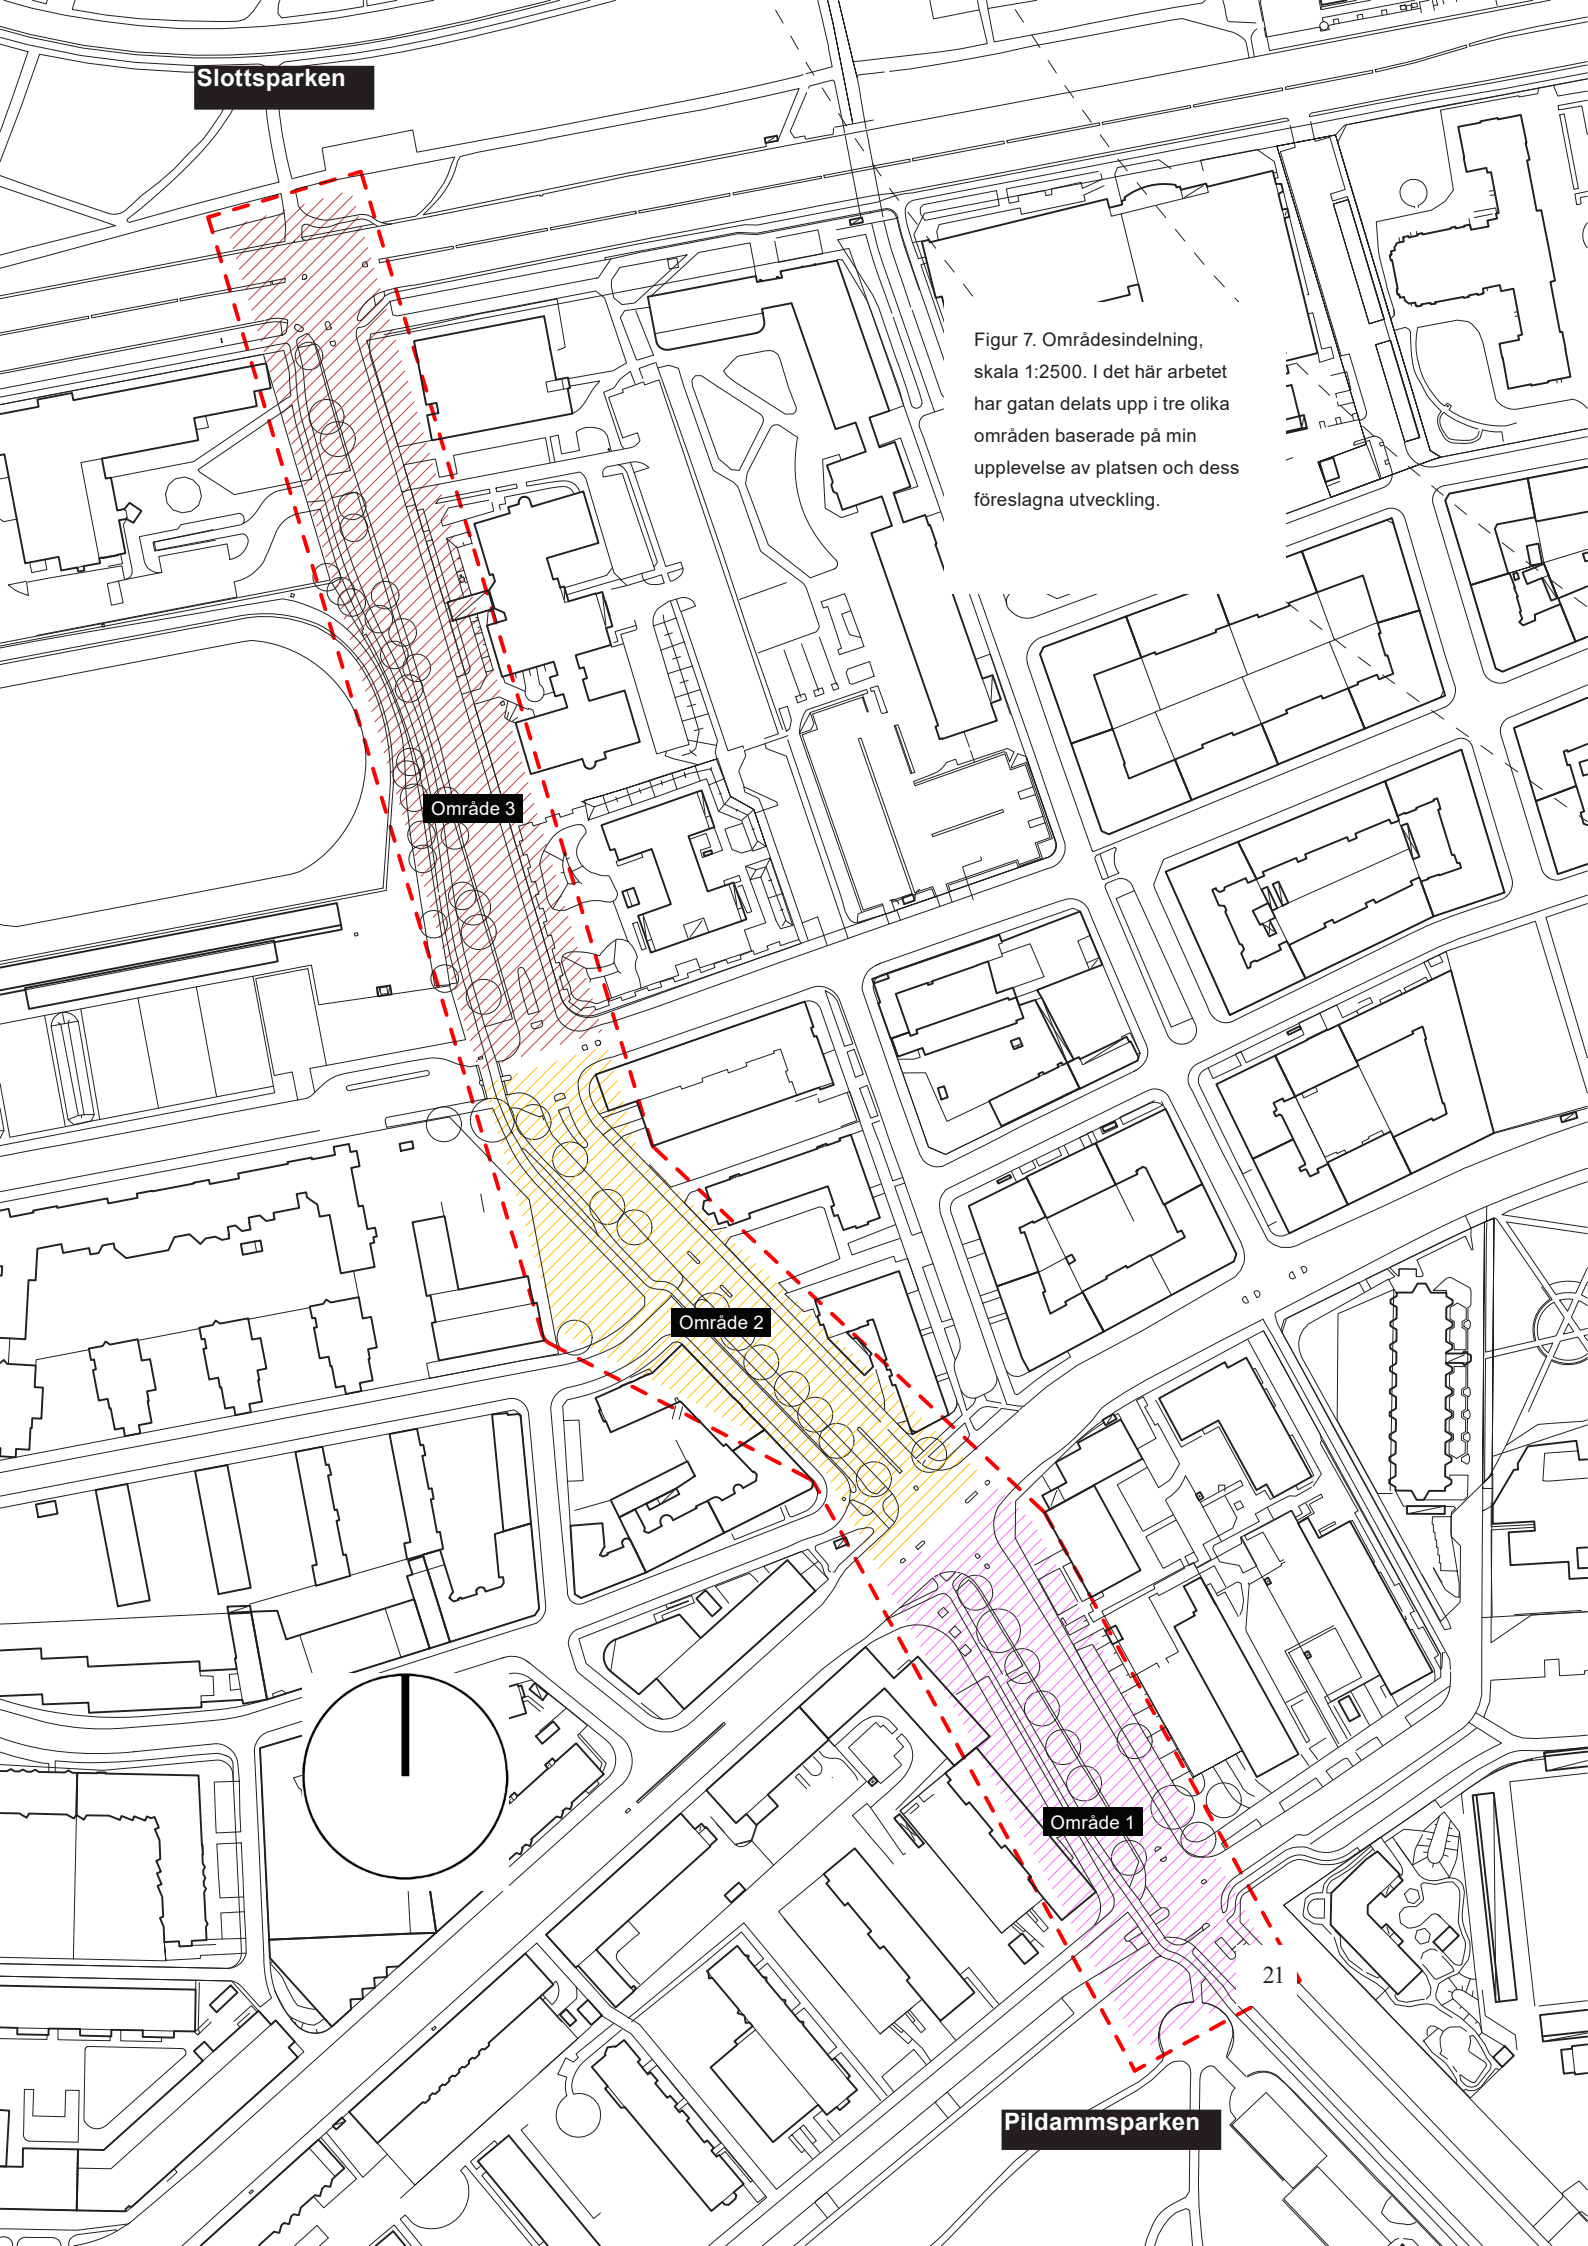 Slottsparken
Figur 7. Områdesindelning,
skala 1:2500. I det här arbetet
har gatan delats upp i tre olika
områden baserade på min
upplevelse av platsen och dess
föreslagna utveckling.
Område 3
Område 2
Område 1
21
Pildammsparken